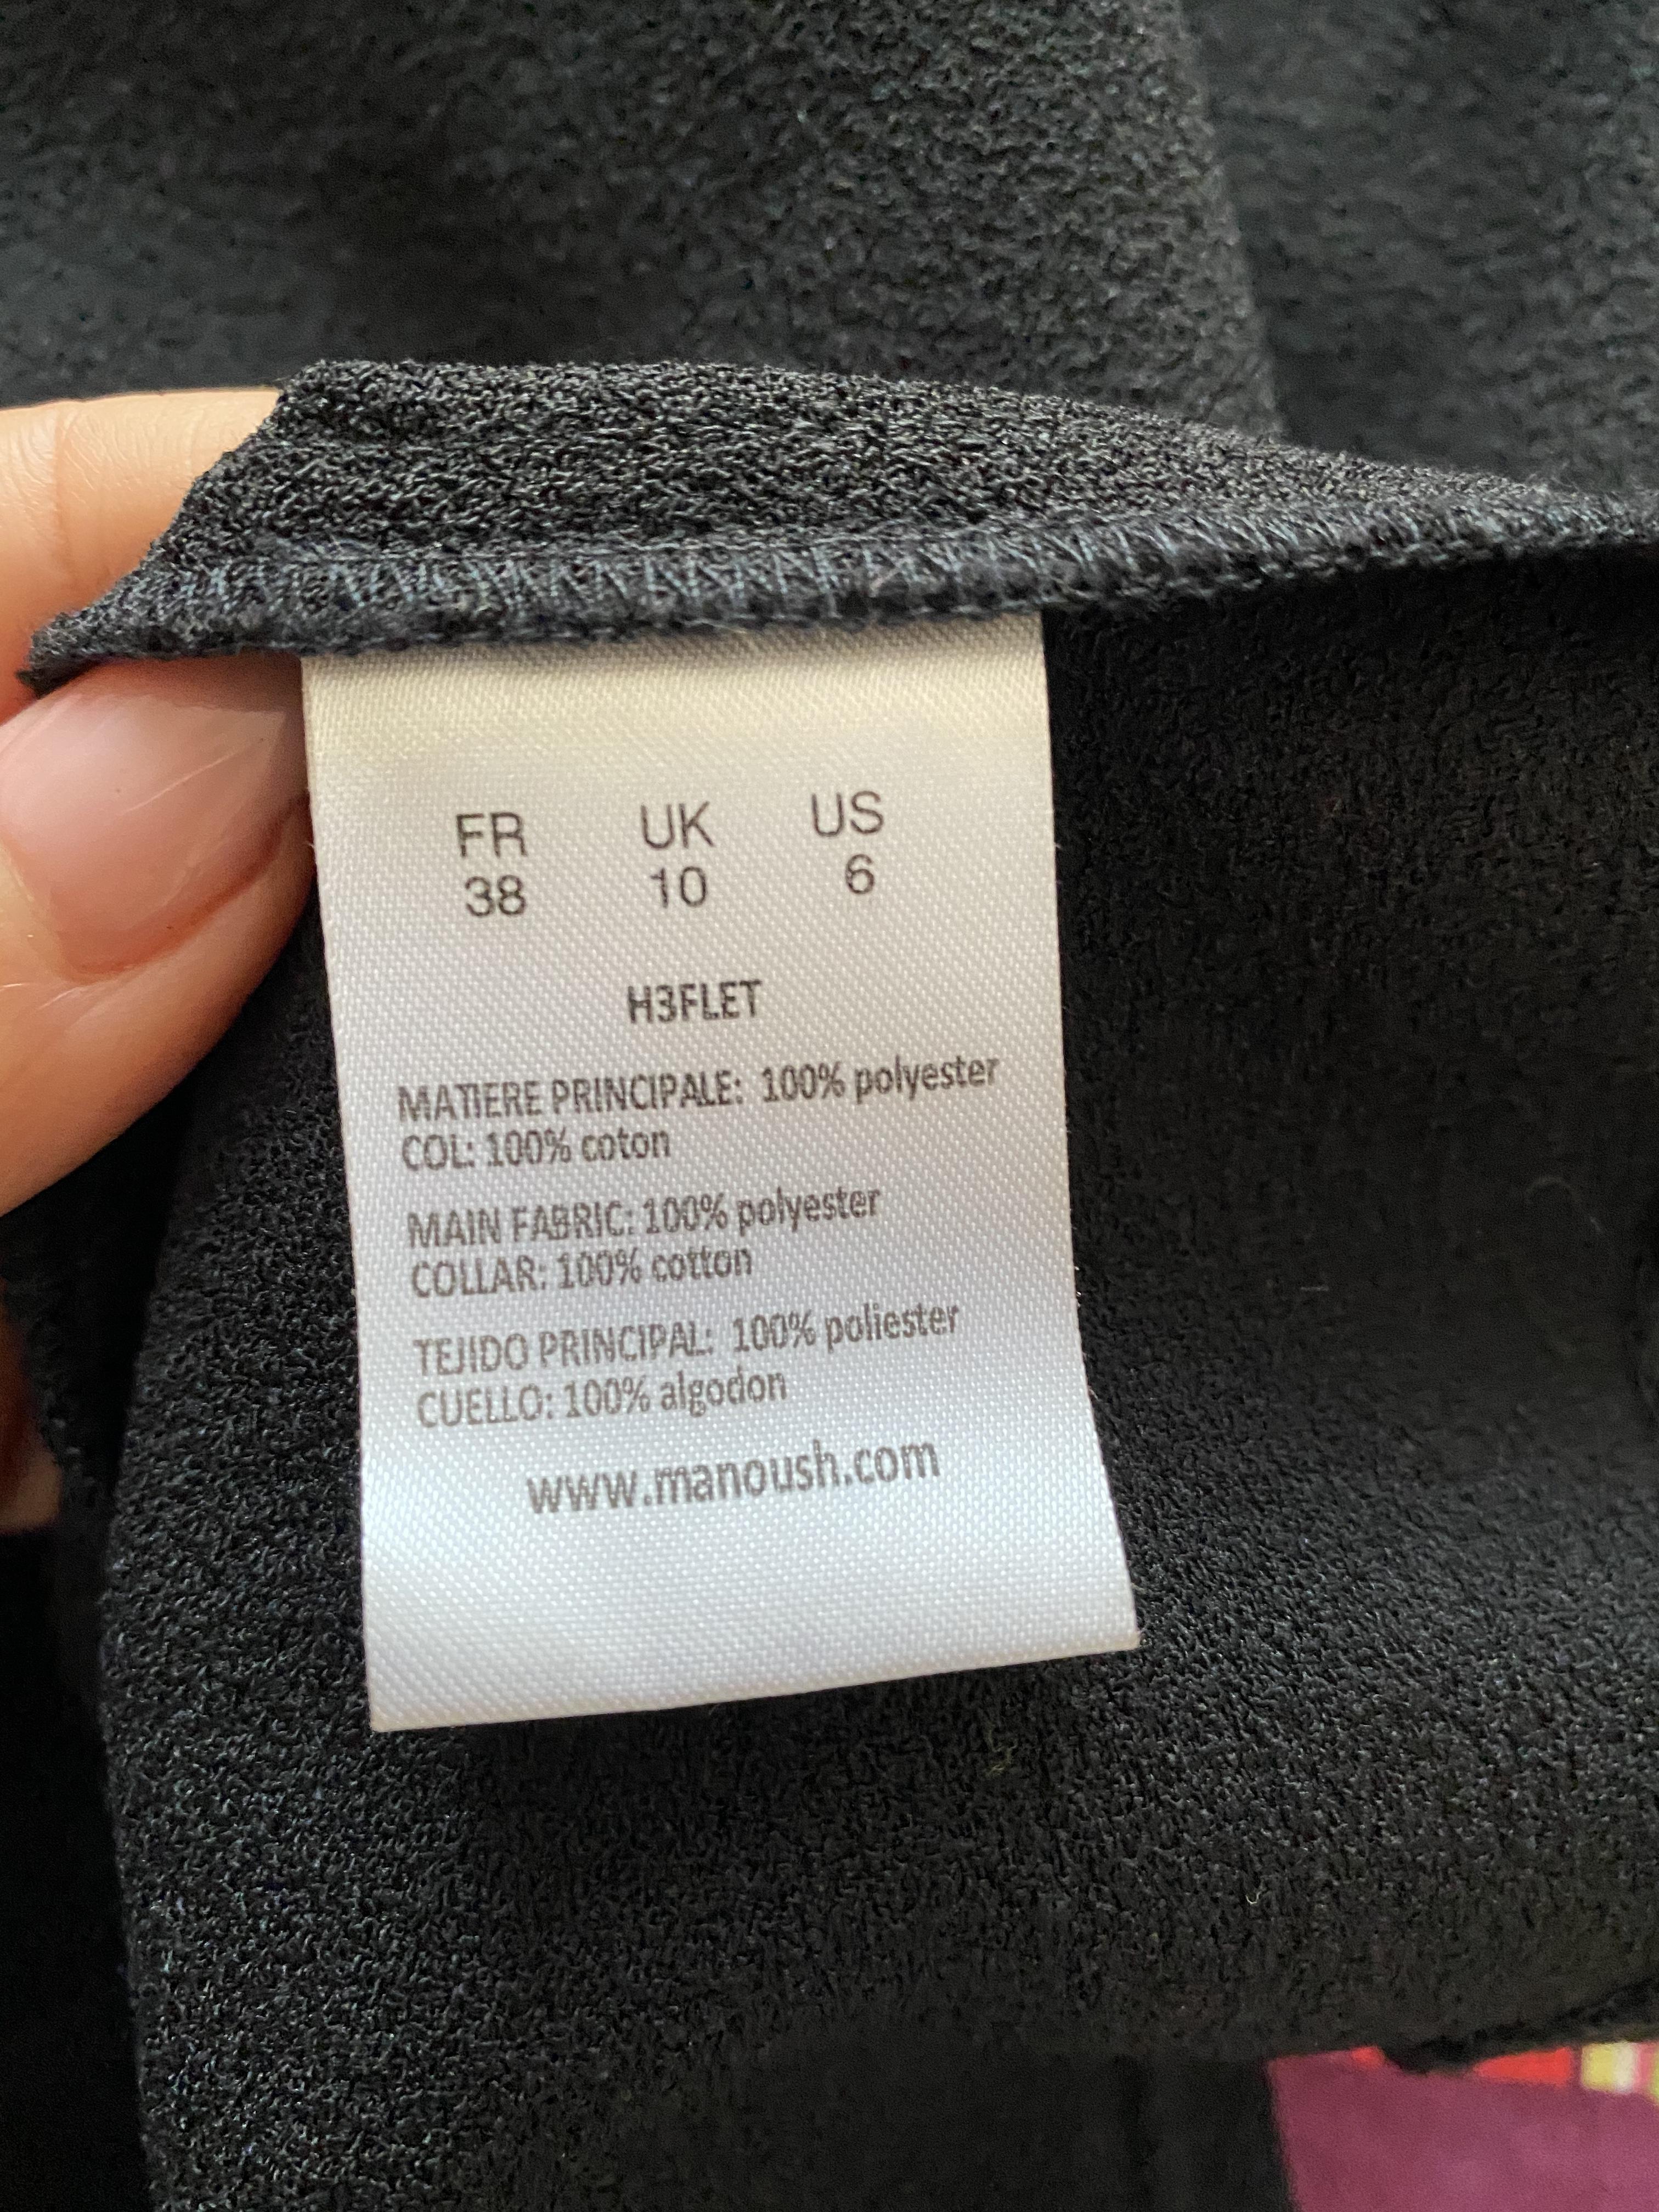 FR UK US
38 10 6
H3FLET
MATIERE PRINCIPALE: 100% polyester
COL: 100% coton
MAIN FABRIC: 100% polyester
COLLAR: 100% cotton
TEJIDO PRINCIPAL: 100% poliester
CUELLO: 100% algodon
www.manoush.com